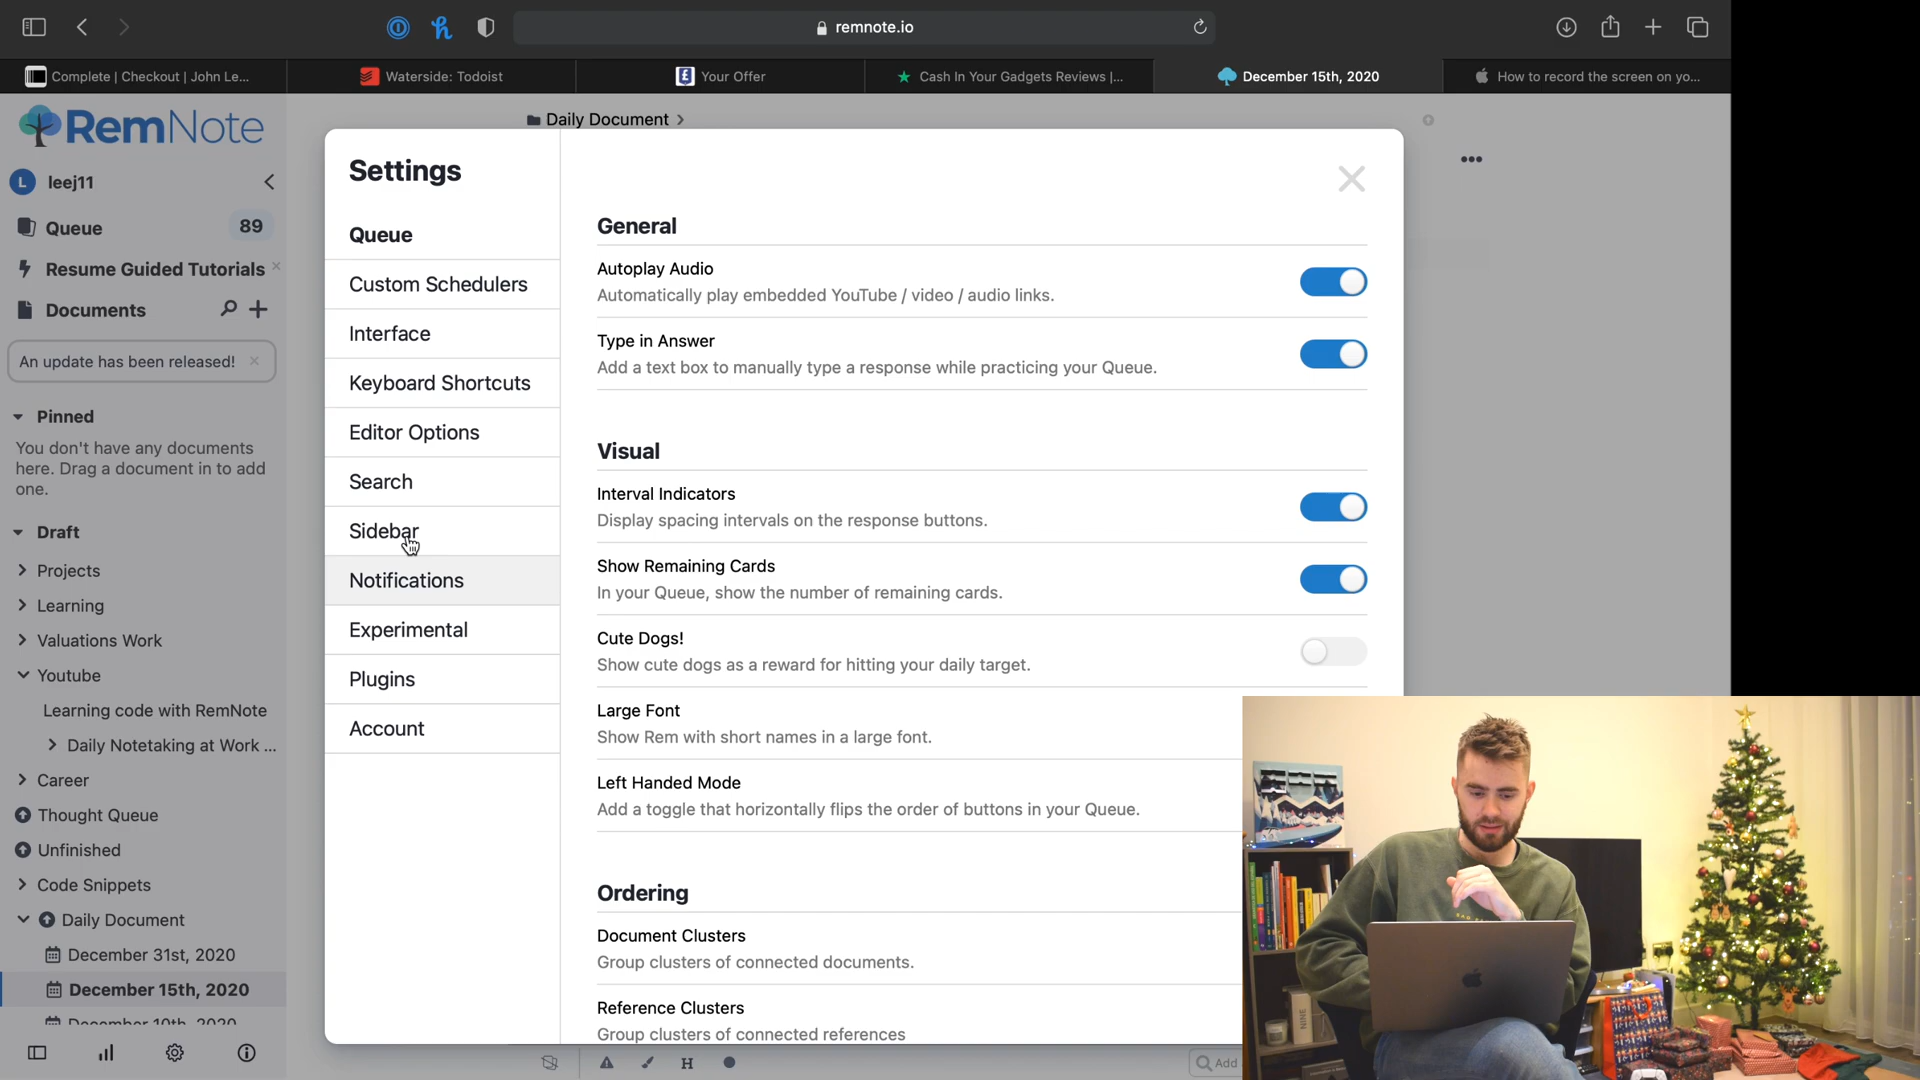 remnote.io
Complete | Checkout | John Le...
Waterside: Todoist
Your Offer
Cash In Your Gadgets Reviews |...
December 15th, 2020
How to record the screen on yo...
RemNote
L leej11
Queue 89
Resume Guided Tutorials
Documents
An update has been released!
Pinned
You don't have any documents
here. Drag a document in to add
one.
Draft
Projects
Learning
Valuations Work
Youtube
Learning code with RemNote
Daily Notetaking at Work ...
Career
Thought Queue
Unfinished
Code Snippets
Daily Document
December 31st, 2020
December 15th, 2020
December 10th, 2020
Daily Document >
Settings
Queue
Custom Schedulers
Interface
Keyboard Shortcuts
Editor Options
Search
Sidebar
Notifications
Experimental
Plugins
Account
General
Autoplay Audio
Automatically play embedded YouTube / video / audio links.
Type in Answer
Add a text box to manually type a response while practicing your Queue.
Visual
Interval Indicators
Display spacing intervals on the response buttons.
Show Remaining Cards
In your Queue, show the number of remaining cards.
Cute Dogs!
Show cute dogs as a reward for hitting your daily target.
Large Font
Show Rem with short names in a large font.
Left Handed Mode
Add a toggle that horizontally flips the order of buttons in your Queue.
Ordering
Document Clusters
Group clusters of connected documents.
Reference Clusters
Group clusters of connected references
H
Add
NINE